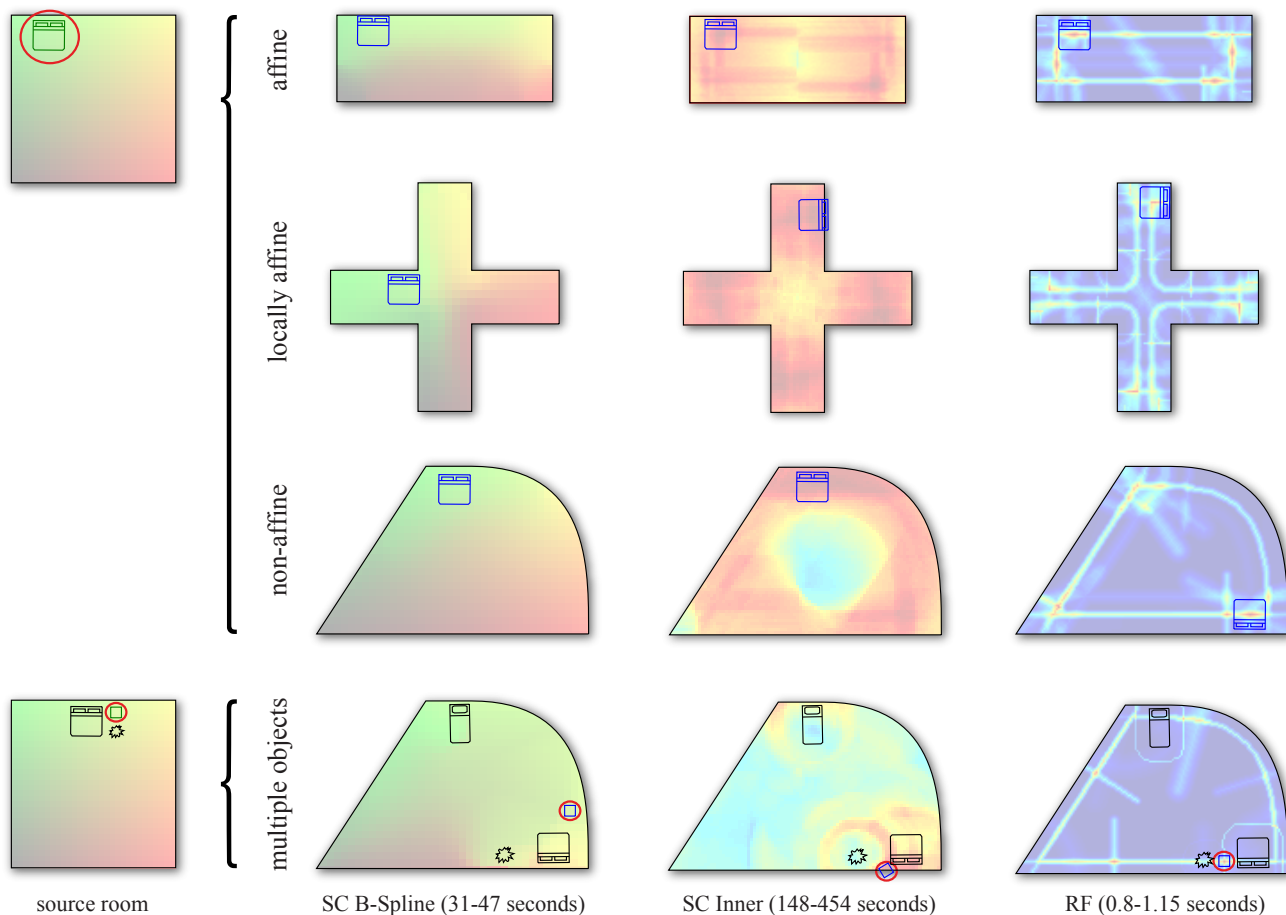 affine
locally affine
non-affine
multiple objects
source room
SC B-Spline (31-47 seconds)
SC Inner (148-454 seconds)
RF (0.8-1.15 seconds)